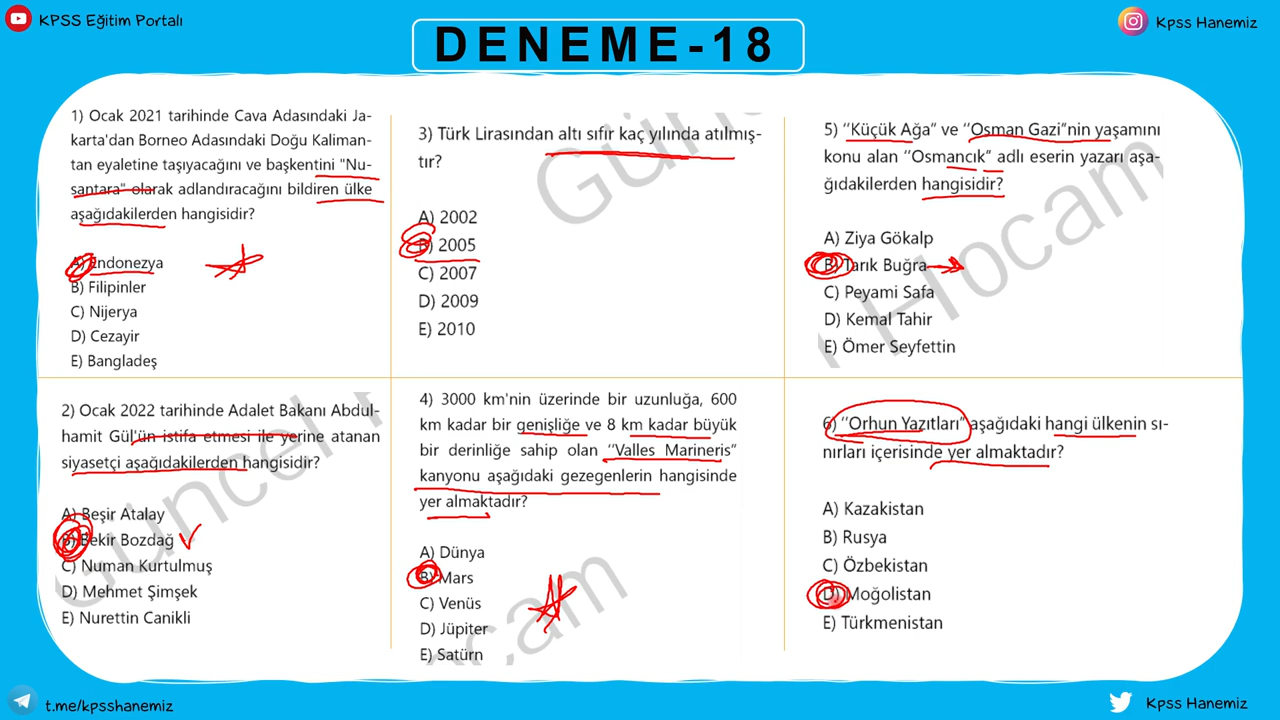 KPSS Eğitim Portalı
DENEME-18
Kpss Hanemiz
1) Ocak 2021 tarihinde Cava Adasındaki Ja-
karta'dan Borneo Adasındaki Doğu Kaliman-
tan eyaletine taşıyacağını ve başkentini "Nu-
santara" olarak adlandıracağını bildiren ülke
aşağıdakilerden hangisidir?
A) Endonezya
B) Filipinler
C) Nijerya
D) Cezayir
E) Bangladeş
2) Ocak 2022 tarihinde Adalet Bakanı Abdul-
hamit Gül'ün istifa etmesi ile yerine atanan
siyasetçi aşağıdakilerden hangisidir?
A) Beşir Atalay
B) Bekir Bozdağ
C) Numan Kurtulmuş
D) Mehmet Şimşek
E) Nurettin Canikli
3) Türk Lirasından altı sıfır kaç yılında atılmış-
tır?
A) 2002
B) 2005
C) 2007
D) 2009
E) 2010
4) 3000 km'nin üzerinde bir uzunluğa, 600
km kadar bir genişliğe ve 8 km kadar büyük
bir derinliğe sahip olan ''Valles Marineris”
kanyonu aşağıdaki gezegenlerin hangisinde
yer almaktadır?
A) Dünya
B) Mars
C) Venüs
D) Jüpiter
E) Satürn
5) ''Küçük Ağa” ve ''Osman Gazi”nin yaşamını
konu alan ''Osmancık” adlı eserin yazarı aşa-
ğıdakilerden hangisidir?
A) Ziya Gökalp
B) Tarık Buğra
C) Peyami Safa
D) Kemal Tahir
E) Ömer Seyfettin
6) ''Orhun Yazıtları” aşağıdaki hangi ülkenin sı-
nırları içerisinde yer almaktadır?
A) Kazakistan
B) Rusya
C) Özbekistan
D) Moğolistan
E) Türkmenistan
Hocam
t.me/kpsshanemiz
Kpss Hanemiz